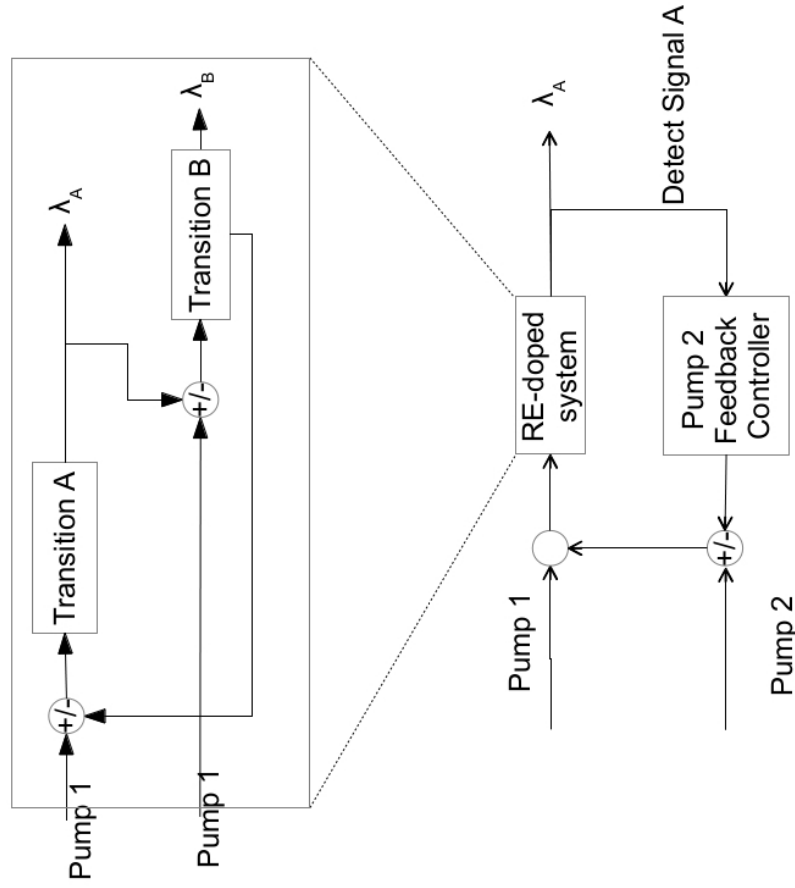 Pump 1
+/-
Transition A
λA
Pump 1
+/-
Transition B
λB
Pump 1
RE-doped
system
λA
Detect Signal A
Pump 2
Feedback
Controller
+/-
Pump 2